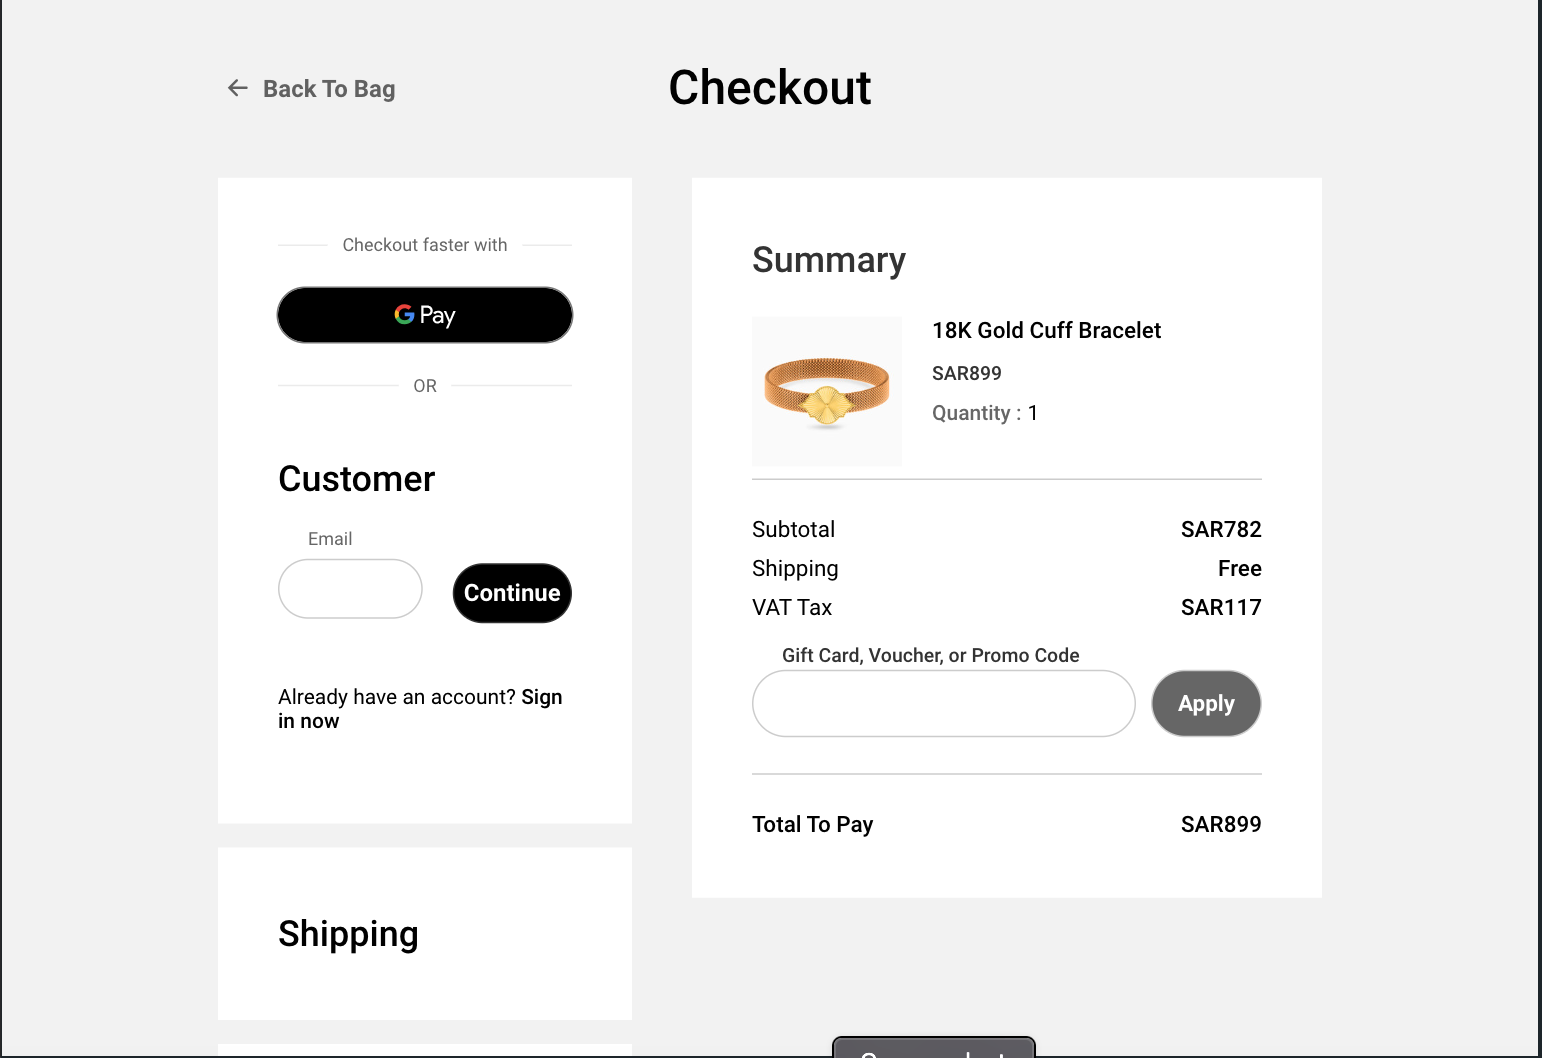 Back To Bag
Checkout
Checkout faster with
G Pay
OR
Customer
Email
Continue
Already have an account? Sign
in now
Shipping
Summary
18K Gold Cuff Bracelet
SAR899
Quantity : 1
Subtotal SAR782
Shipping Free
VAT Tax SAR117
Gift Card, Voucher, or Promo Code
Apply
Total To Pay SAR899